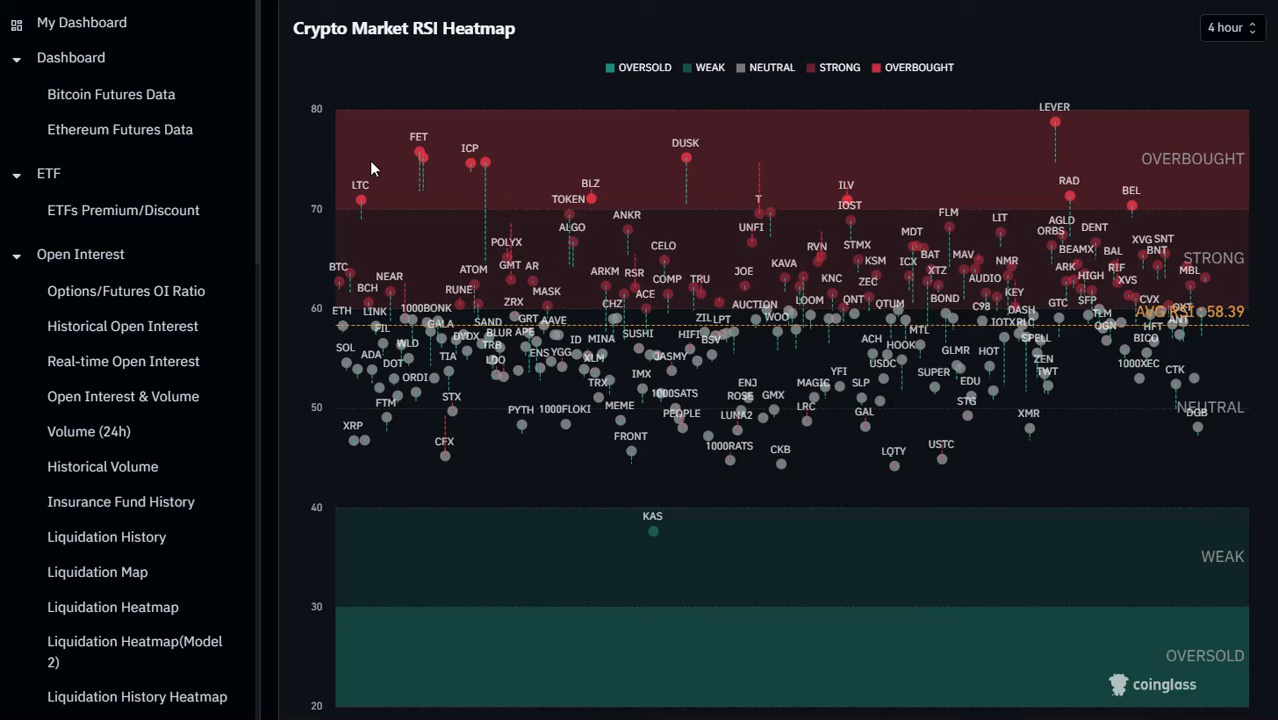 My Dashboard
Dashboard
Bitcoin Futures Data
Ethereum Futures Data
ETF
ETFs Premium/Discount
Open Interest
Options/Futures OI Ratio
Historical Open Interest
Real-time Open Interest
Open Interest & Volume
Volume (24h)
Historical Volume
Insurance Fund History
Liquidation History
Liquidation Map
Liquidation Heatmap
Liquidation Heatmap(Model
2)
Liquidation History Heatmap
Crypto Market RSI Heatmap
4 hour
OVERSOLD WEAK NEUTRAL STRONG OVERBOUGHT
80
LEVER
FET
ICP
DUSK
OVERBOUGHT
LTC BLZ ILV RAD BEL
TOKEN T IOST
70
ANKR ALGO UNFI FLM LIT AGLD ORBS DENT
POLYX CELO RVN STMX MDT BEAMX XVG SNT
BAL BNT
STRONG
BTC ATOM GMT AR JOE KAVA KSM ICX BAT MAV NMR
NEAR ARKM RSR COMP TRU KNC ZEC XTZ AUDIO ARK HIGH RIF MBL
BCH RUNE MASK ACE KEY XVS
60
ETH LINK 1000BONK ZRX CHZ AUCTION LOOM QNT QTUM BOND C98 DASH GTC SFP CVX
AVG RSI : 58.39
FIL GALA SAND GRT AAVE ZIL LPT WOO TLM ANT
DYDX BLUR APE SUSHI HIFI MTL OGN HFT
SOL ADA WLD TRB ID MINA BSV ACH HOOK SPELL BICO
DOT TIA LDO ENS YGG XLM JASMY USDC GLMR HOT ZEN 1000XEC
ORDI TRX IMX YFI SUPER TWT CTK
FTM STX 1000SATS ENJ MAGIC SLP EDU
MEME ROSE GMX
50
PYTH 1000FLOKI PEOPLE LUNA2 LRC GAL STG XMR
NEUTRAL
DGB
XRP CFX FRONT 1000RATS CKB LQTY USTC
40
KAS
WEAK
30
OVERSOLD
coinglass
20